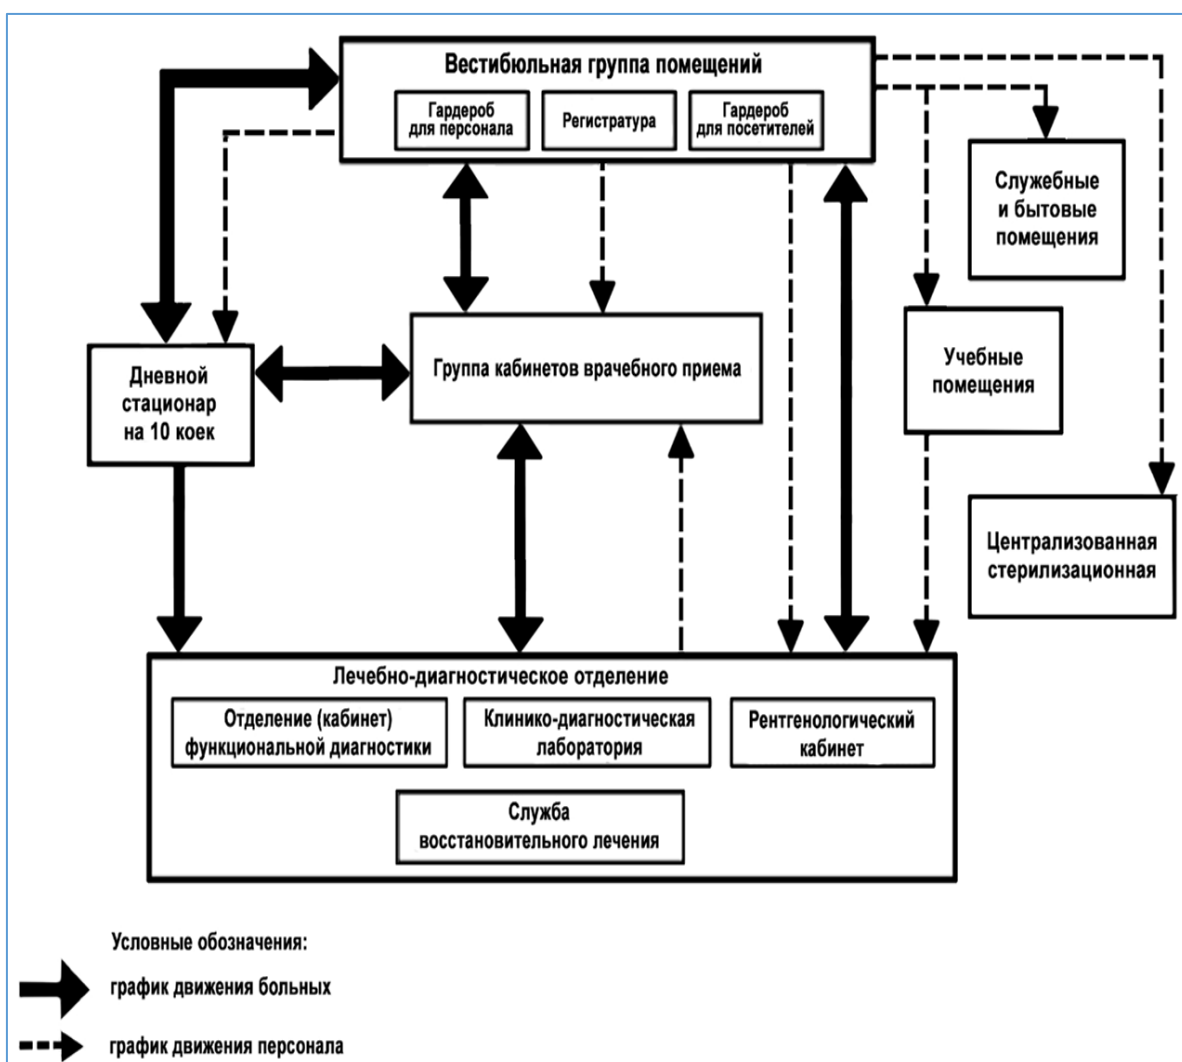 Вестибюльная группа помещений
Гардероб
для персонала
Регистратура
Гардероб
для посетителей
Служебные
и бытовые
помещения
Учебные
помещения
Группа кабинетов врачебного приема
Дневной
стационар
на 10 коек
Централизованная
стерилизационная
Лечебно-диагностическое отделение
Отделение (кабинет)
функциональной диагностики
Клинико-диагностическая
лаборатория
Рентгенологический
кабинет
Служба
восстановительного лечения
Условные обозначения:
график движения больных
график движения персонала